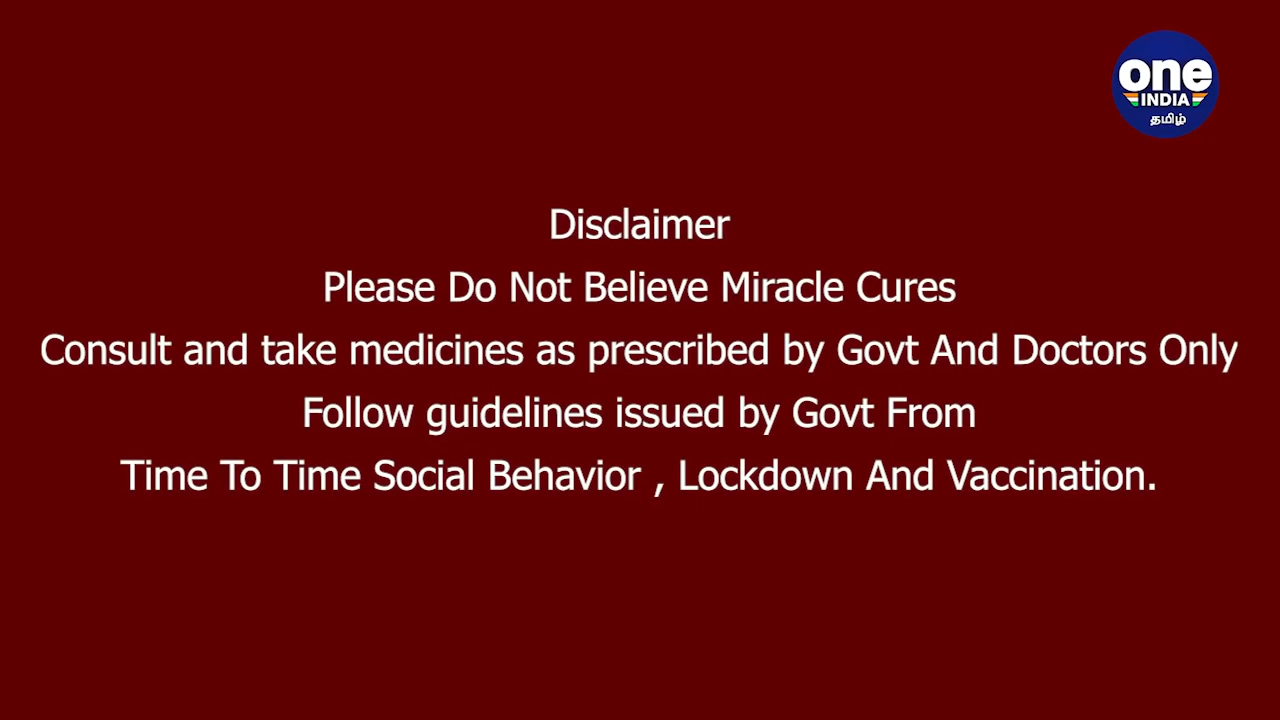 one
INDIA
தமிழ்
Disclaimer
Please Do Not Believe Miracle Cures
Consult and take medicines as prescribed by Govt And Doctors Only
Follow guidelines issued by Govt From
Time To Time Social Behavior , Lockdown And Vaccination.